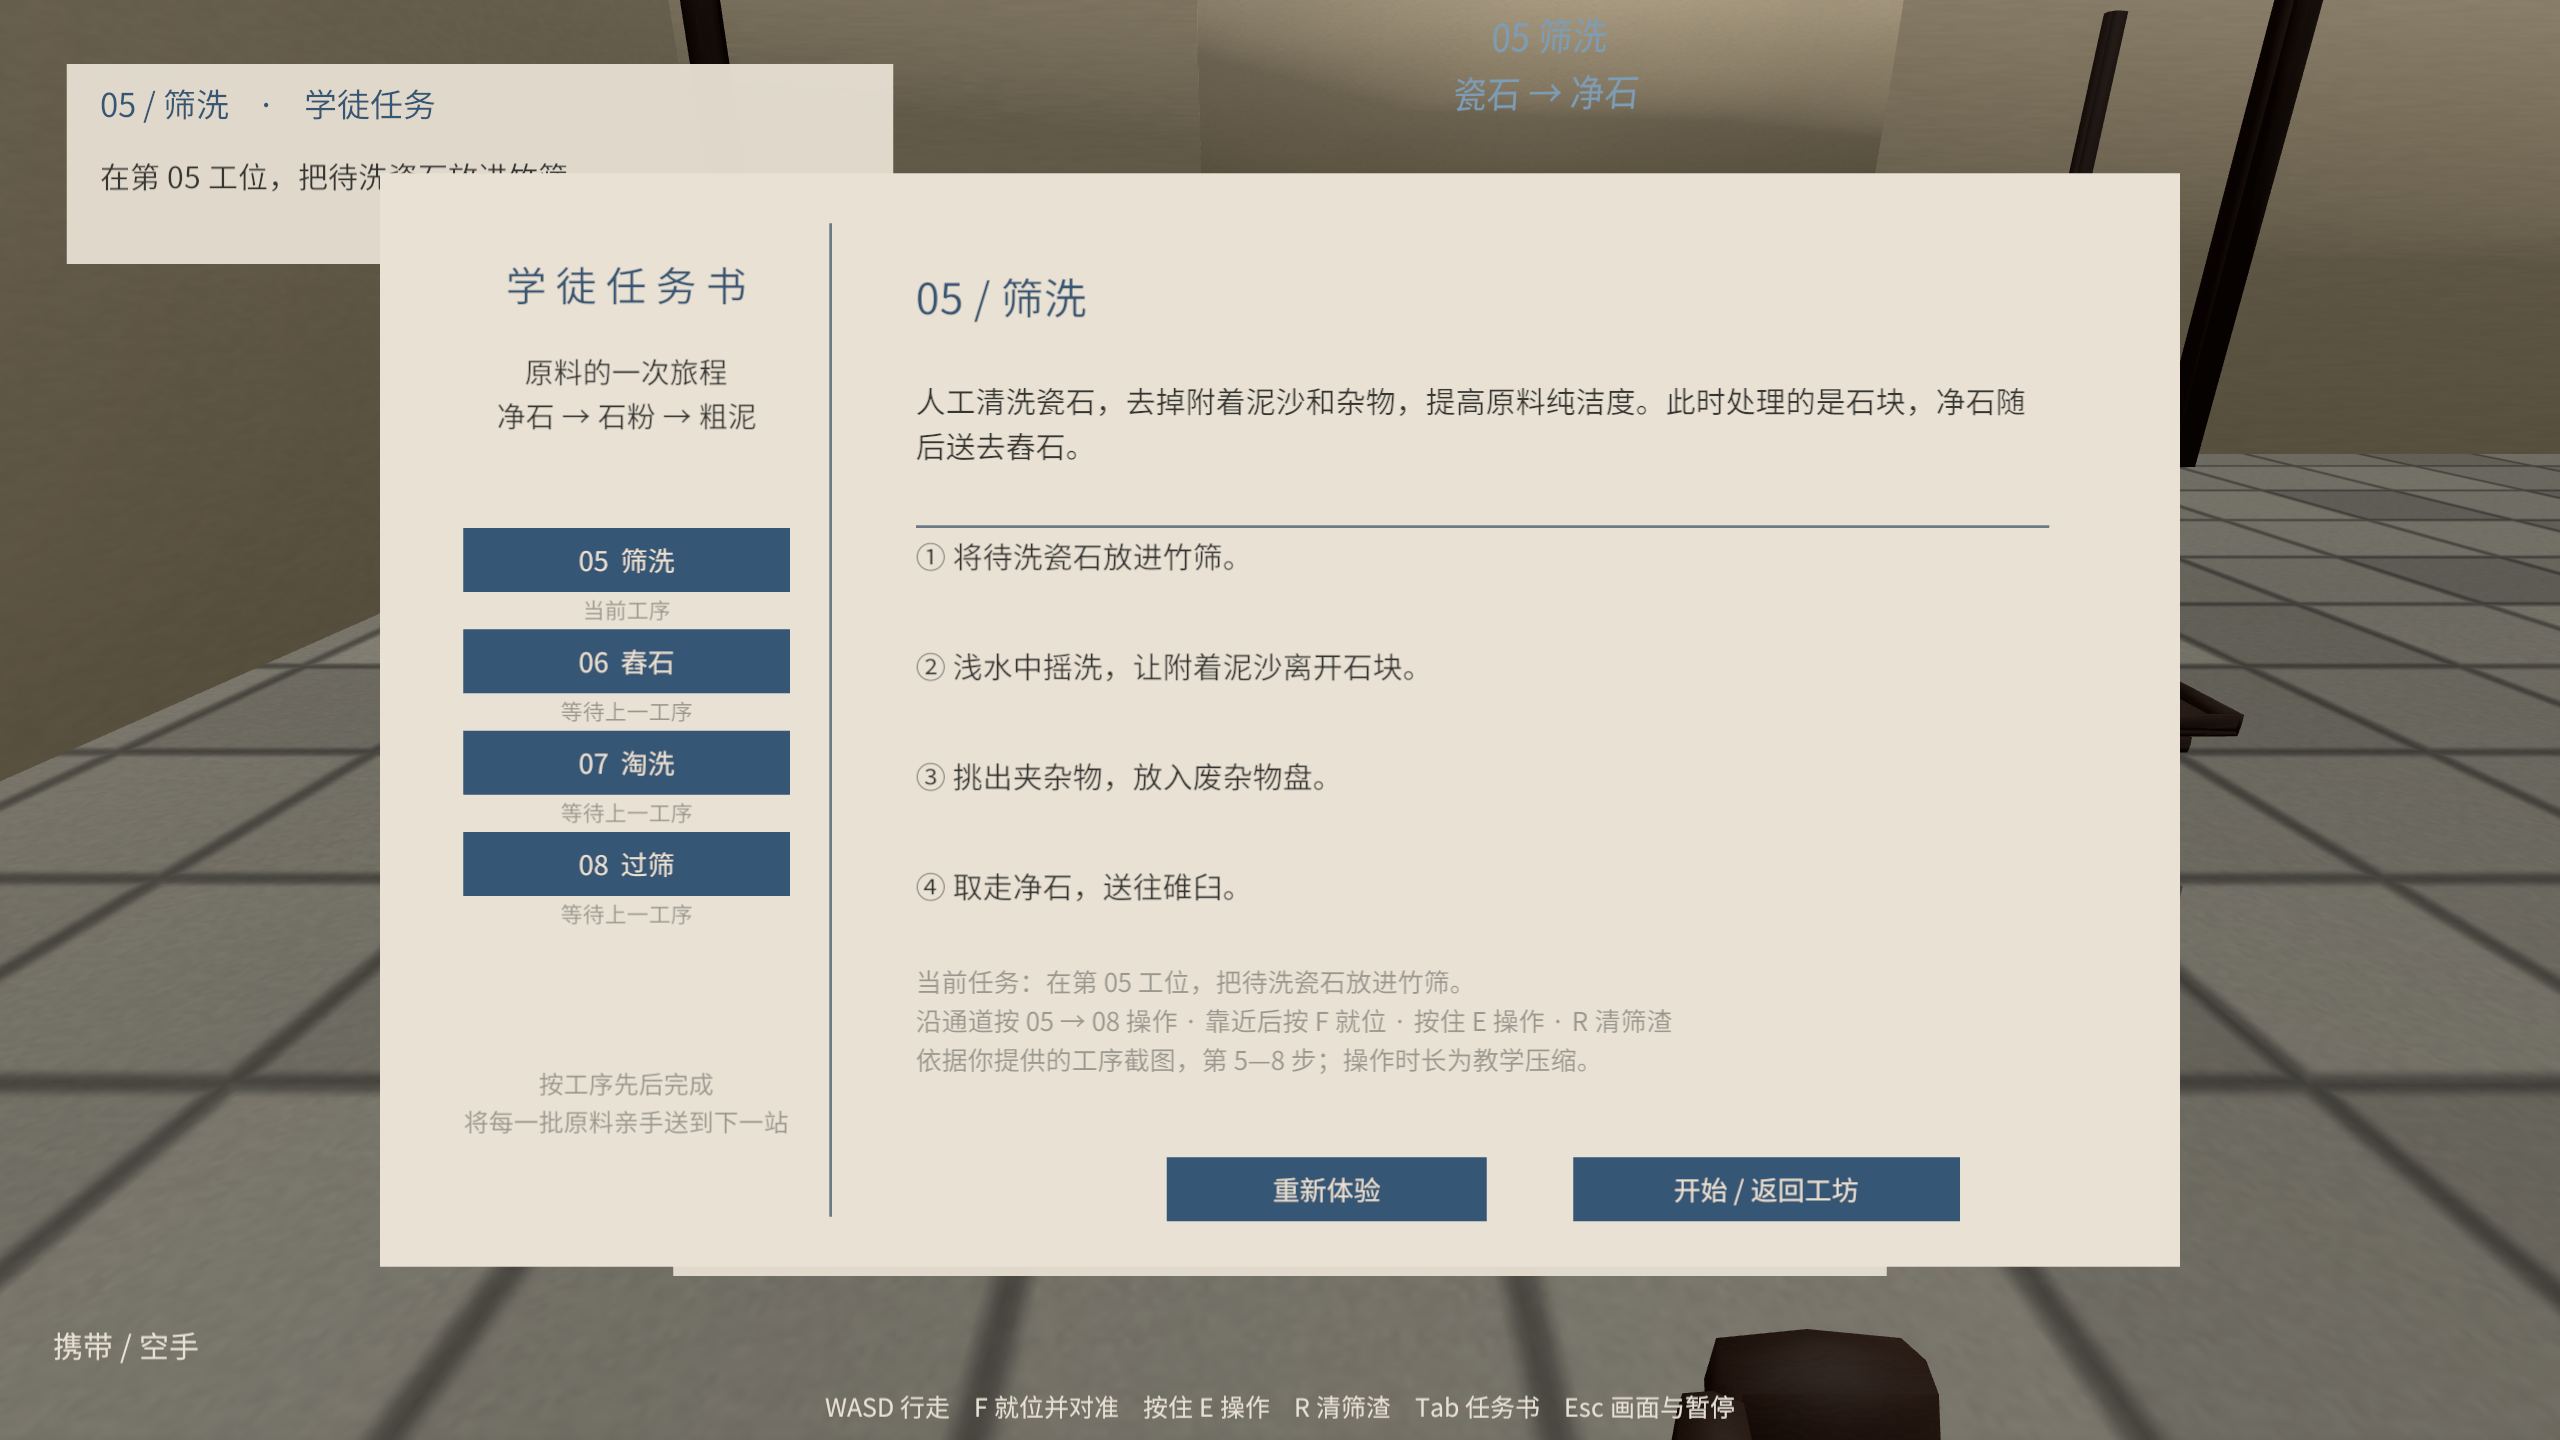 05 筛洗
瓷石 → 净石
05 / 筛洗 · 学徒任务
在第 05 工位，把待洗瓷石放进竹筛
学徒任务书
原料的一次旅程
净石 → 石粉 → 粗泥
05 筛洗
当前工序
06 舂石
等待上一工序
07 淘洗
等待上一工序
08 过筛
等待上一工序
按工序先后完成
将每一批原料亲手送到下一站
05 / 筛洗
人工清洗瓷石，去掉附着泥沙和杂物，提高原料纯洁度。此时处理的是石块，净石随
后送去舂石。
① 将待洗瓷石放进竹筛。
② 浅水中摇洗，让附着泥沙离开石块。
③ 挑出夹杂物，放入废杂物盘。
④ 取走净石，送往碓臼。
当前任务：在第 05 工位，把待洗瓷石放进竹筛。
沿通道按 05 → 08 操作 · 靠近后按 F 就位 · 按住 E 操作 · R 清筛渣
依据你提供的工序截图，第 5—8 步；操作时长为教学压缩。
重新体验
开始 / 返回工坊
携带 / 空手
WASD 行走 F 就位并对准 按住 E 操作 R 清筛渣 Tab 任务书 Esc 画面与暂停